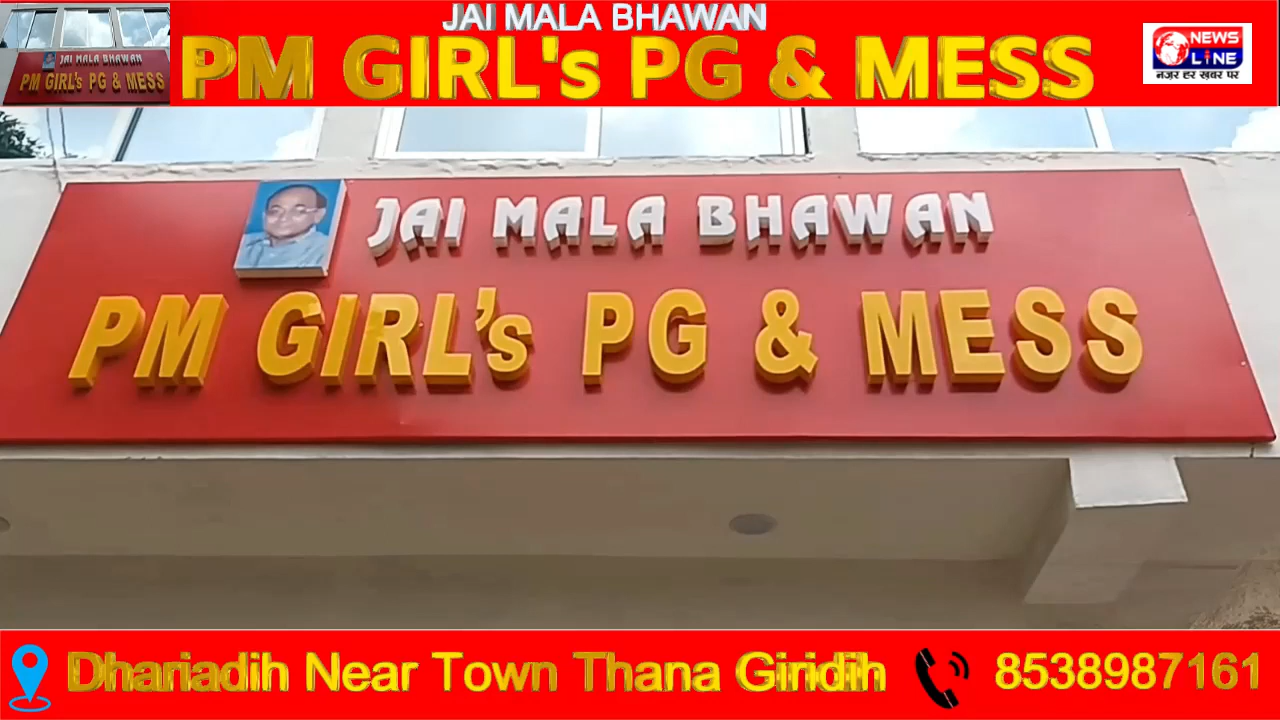 JAI MALA BHAWAN
PM GIRL's PG & MESS
JAI MALA BHAWAN
PM GIRL'S PG & MESS
NEWS
LINE
नज़र हर ख़बर पर
JAI MALA BHAWAN
PM GIRL's PG & MESS
Dhariadih Near Town Thana Giridih
8538987161